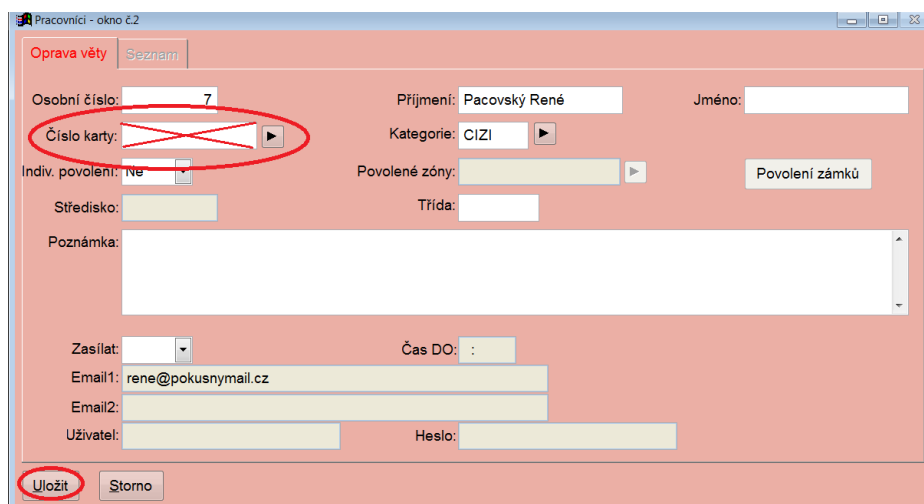 Pracovníci - okno č.2
Oprava věty Seznam
Osobní číslo: 7 Příjmení: Pacovský René Jméno:
Číslo karty: Kategorie: CIZI
Indiv. povolení: Ne Povolené zóny: Povolení zámků
Středisko: Třída:
Poznámka:
Zasílat: Čas DO: :
Email1: rene@pokusnymail.cz
Email2:
Uživatel: Heslo:
Uložit Storno